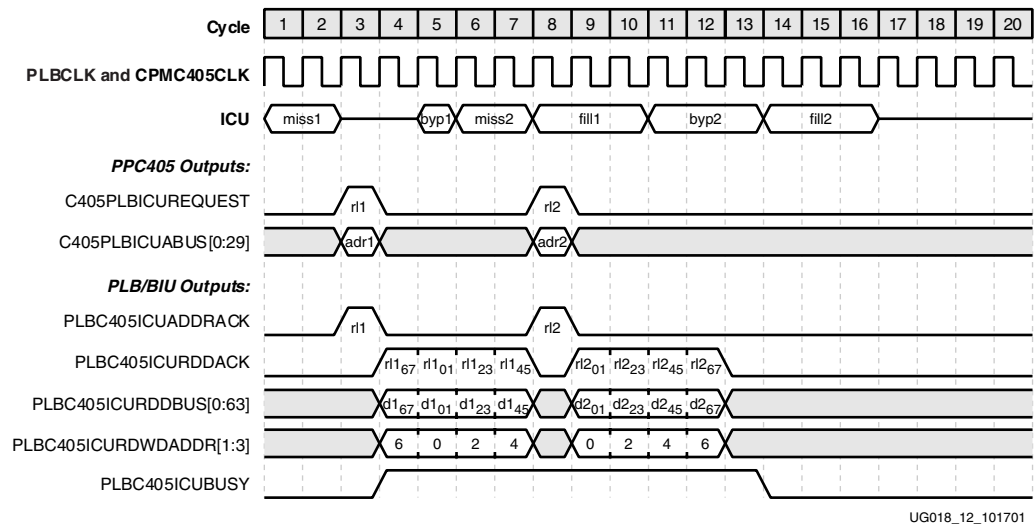 Cycle 1 2 3 4 5 6 7 8 9 10 11 12 13 14 15 16 17 18 19 20
PLBCLK and CPMC405CLK
ICU miss1 byp1 miss2 fill1 byp2 fill2
PPC405 Outputs:
C405PLBICUREQUEST rl1 rl2
C405PLBICUABUS[0:29] adr1 adr2
PLB/BIU Outputs:
PLBC405ICUADDRACK rl1 rl2
PLBC405ICURDDACK rl1₆₇ rl1₀₁ rl1₂₃ rl1₄₅ rl2₀₁ rl2₂₃ rl2₄₅ rl2₆₇
PLBC405ICURDDBUS[0:63] d1₆₇ d1₀₁ d1₂₃ d1₄₅ d2₀₁ d2₂₃ d2₄₅ d2₆₇
PLBC405ICURDWDADDR[1:3] 6 0 2 4 0 2 4 6
PLBC405ICUBUSY
UG018_12_101701